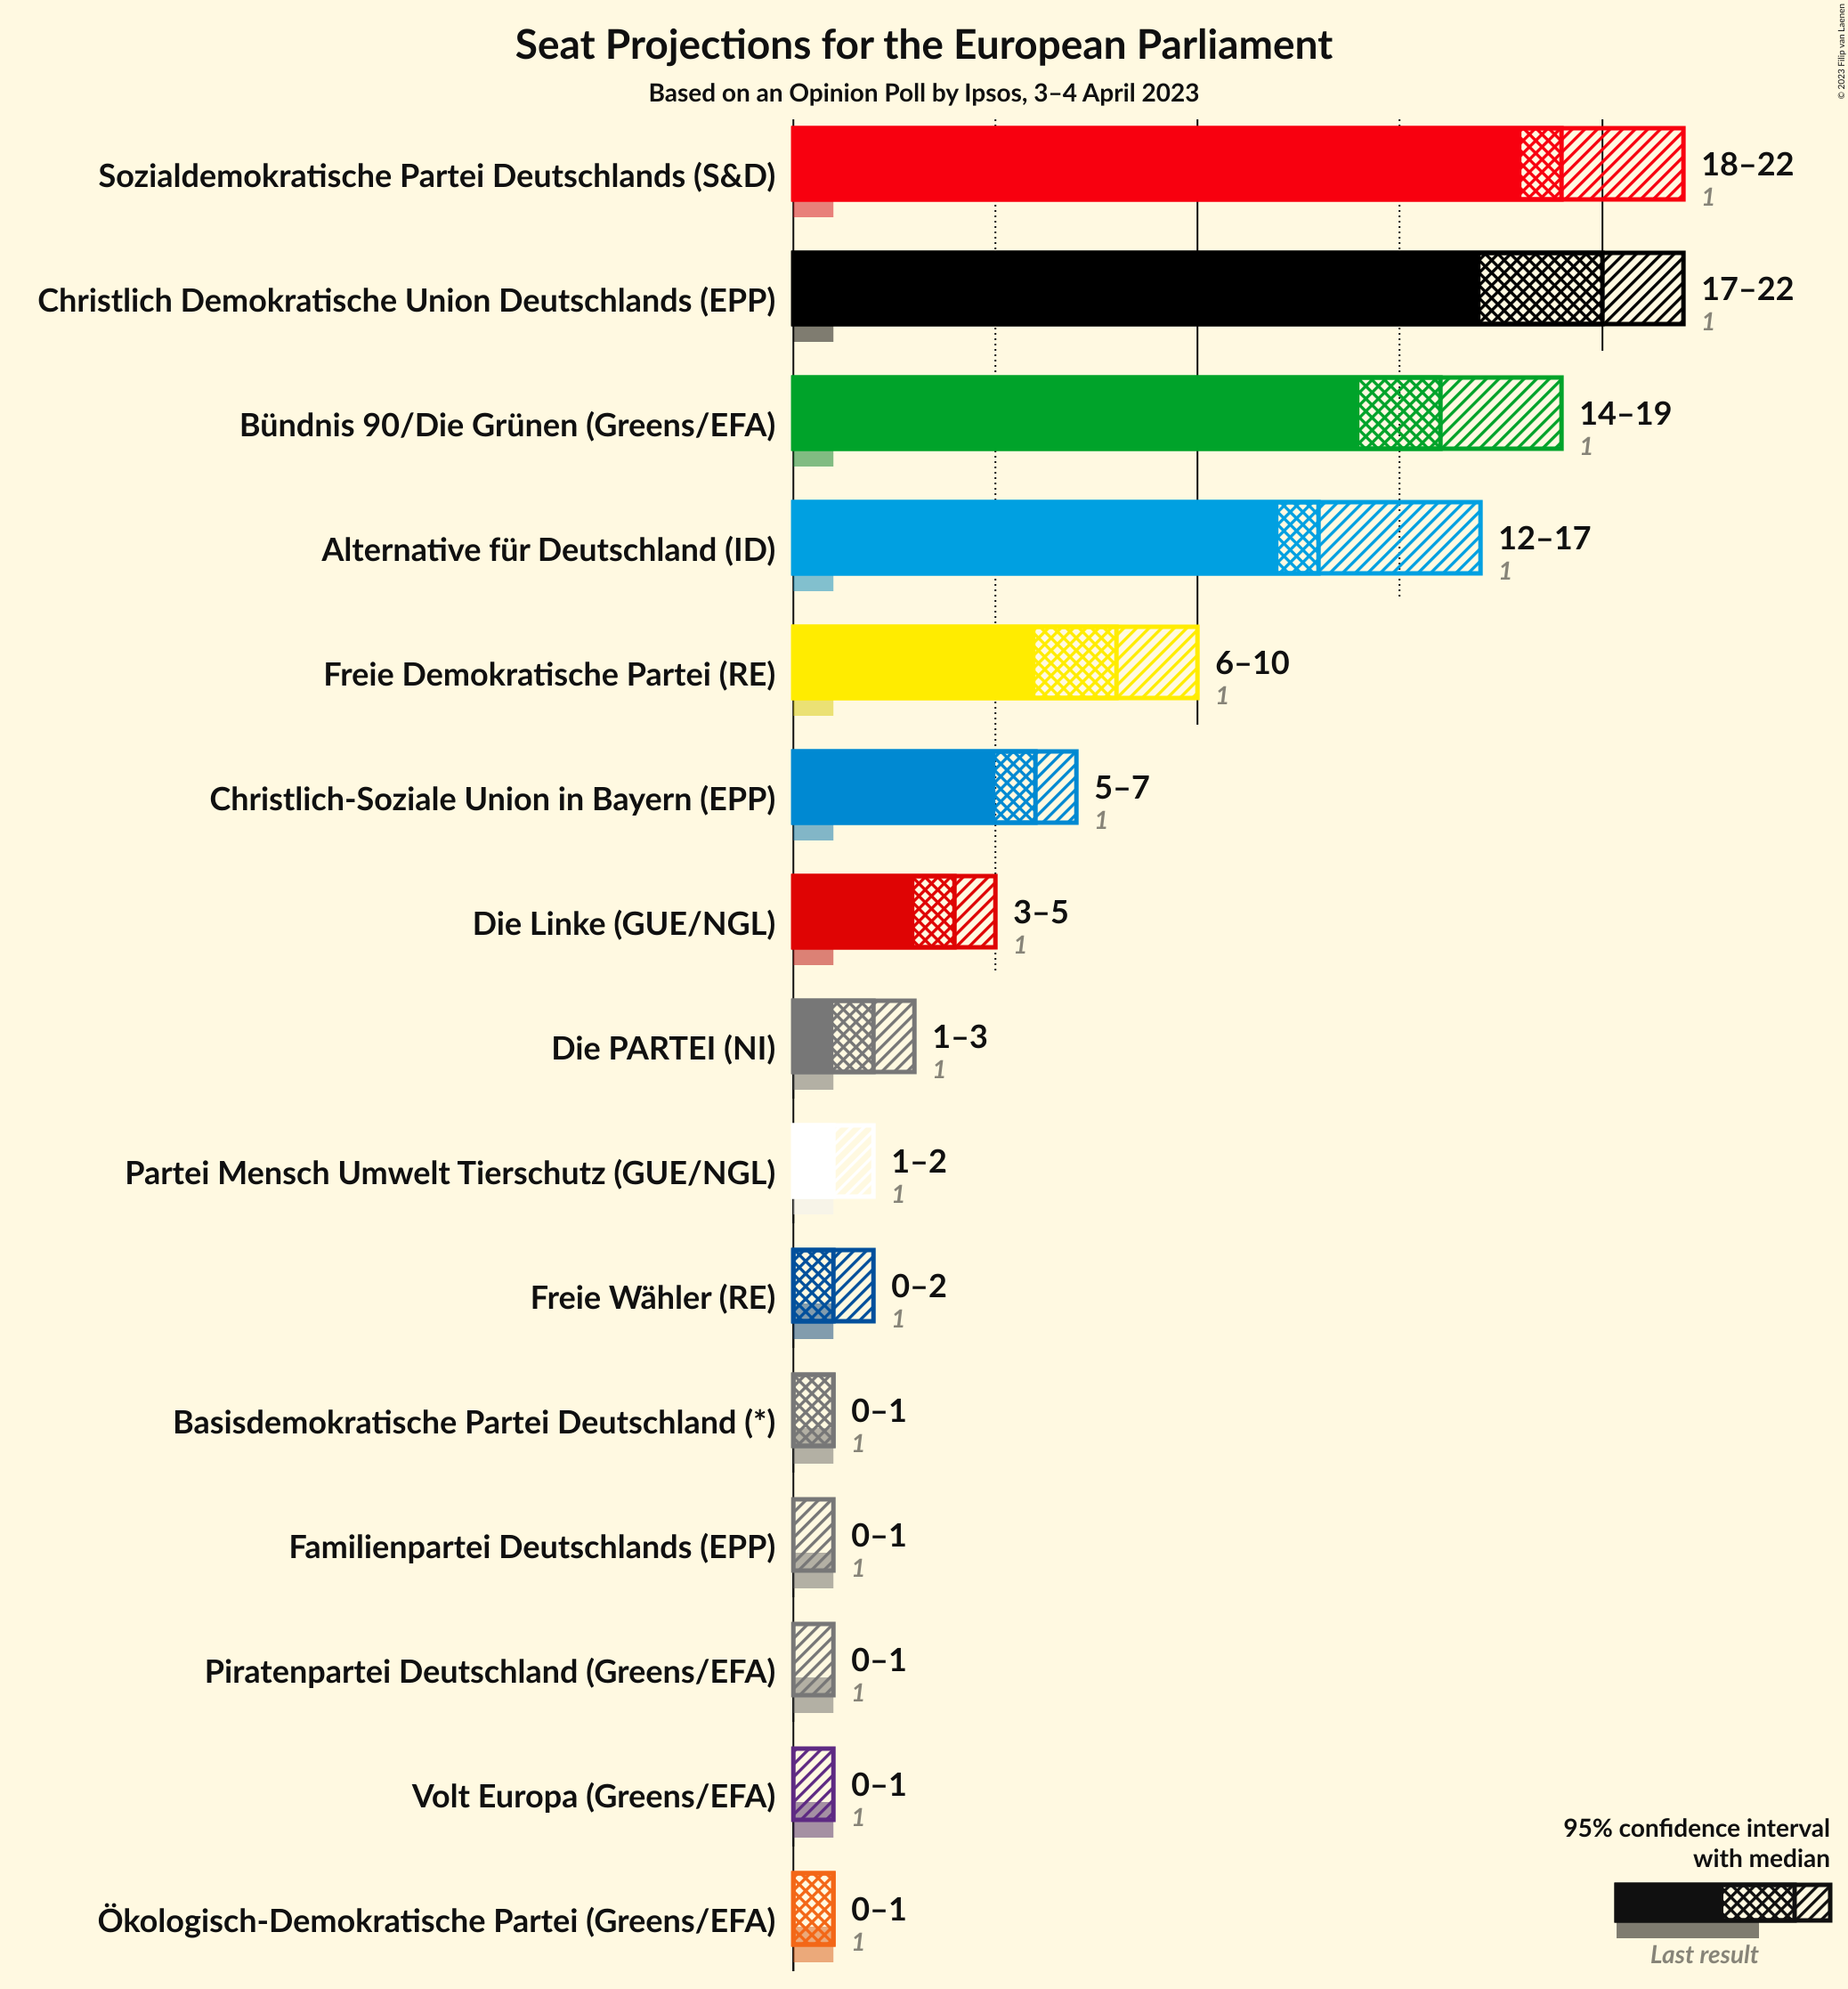 Seat Projections for the European Parliament
Based on an Opinion Poll by Ipsos, 3–4 April 2023
© 2023 Filip van Laenen
Sozialdemokratische Partei Deutschlands (S&D)
18–22
1
Christlich Demokratische Union Deutschlands (EPP)
17–22
1
Bündnis 90/Die Grünen (Greens/EFA)
14–19
1
Alternative für Deutschland (ID)
12–17
1
Freie Demokratische Partei (RE)
6–10
1
Christlich-Soziale Union in Bayern (EPP)
5–7
1
Die Linke (GUE/NGL)
3–5
1
Die PARTEI (NI)
1–3
1
Partei Mensch Umwelt Tierschutz (GUE/NGL)
1–2
1
Freie Wähler (RE)
0–2
1
Basisdemokratische Partei Deutschland (*)
0–1
1
Familienpartei Deutschlands (EPP)
0–1
1
Piratenpartei Deutschland (Greens/EFA)
0–1
1
Volt Europa (Greens/EFA)
0–1
1
Ökologisch-Demokratische Partei (Greens/EFA)
0–1
1
95% confidence interval
with median
Last result